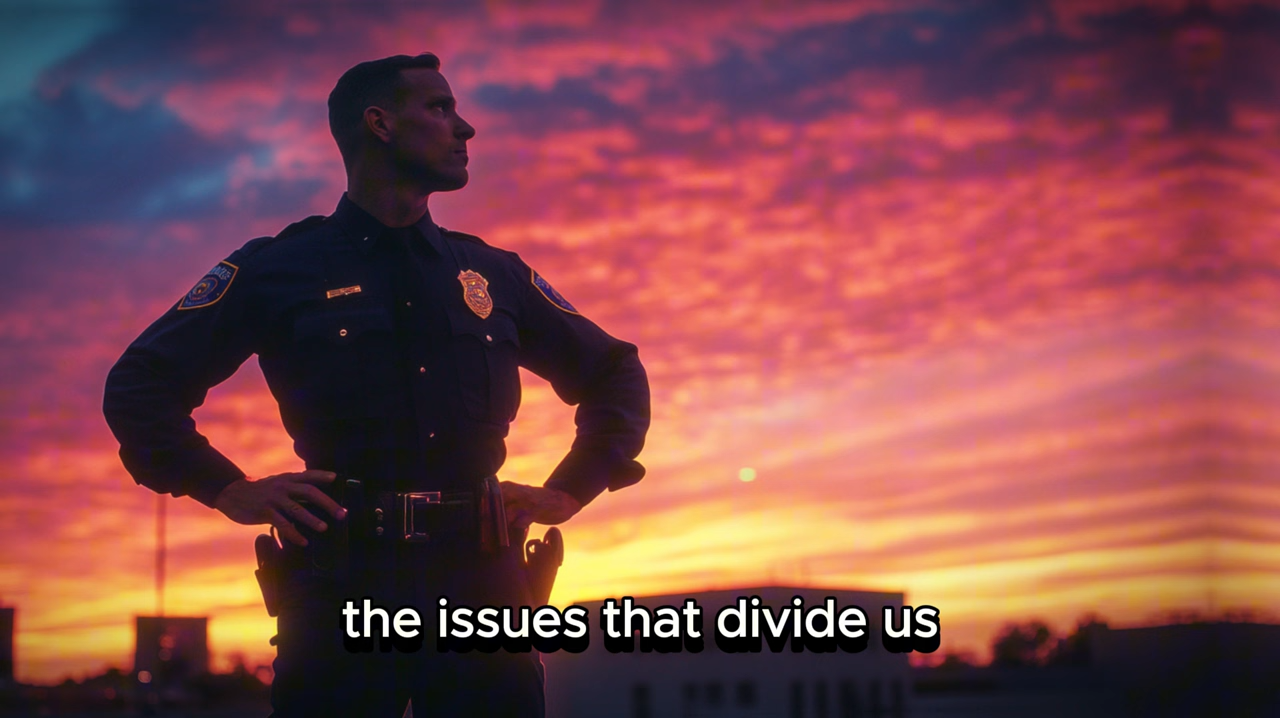 the issues that divide us